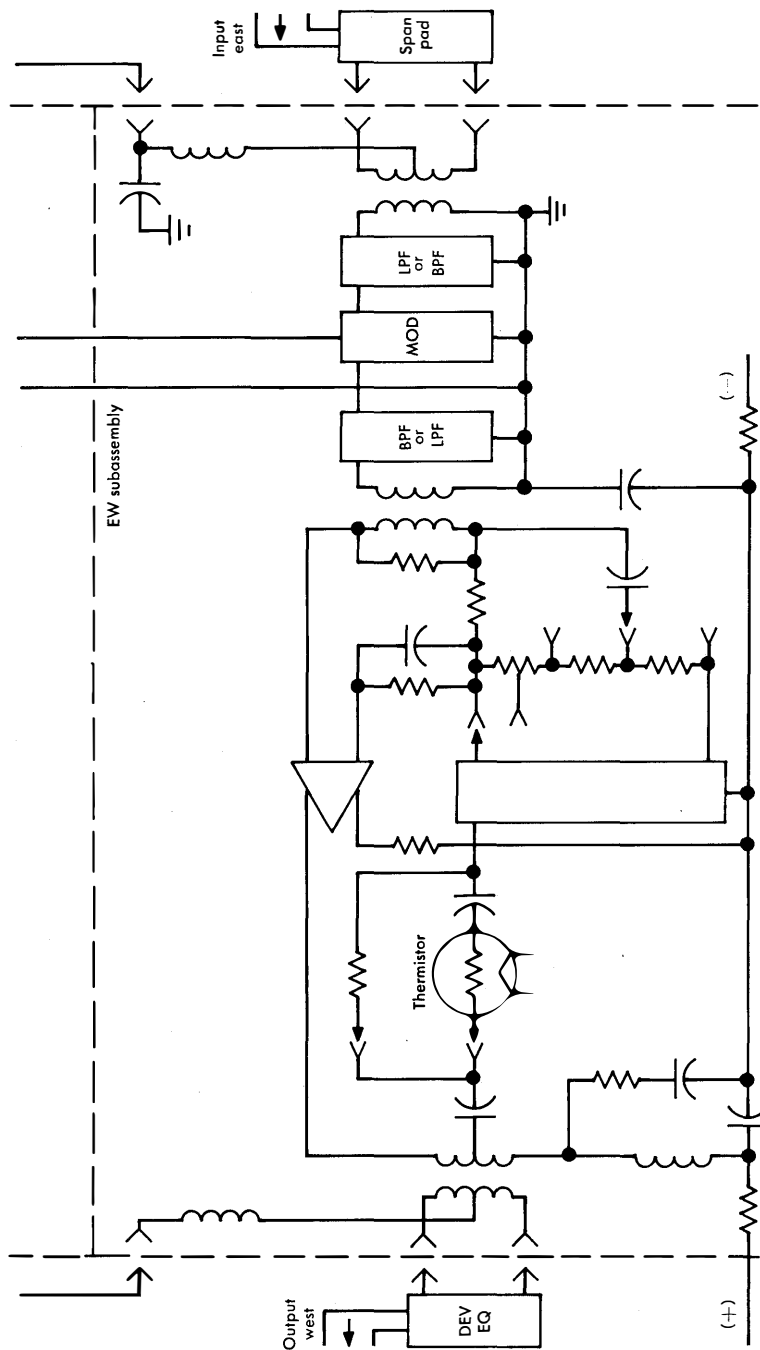 EW subassembly
Output
west
DEV
EQ
Thermistor
BPF
or
LPF
MOD
LPF
or
BPF
Input
east
Span
pad
(+)
(−)